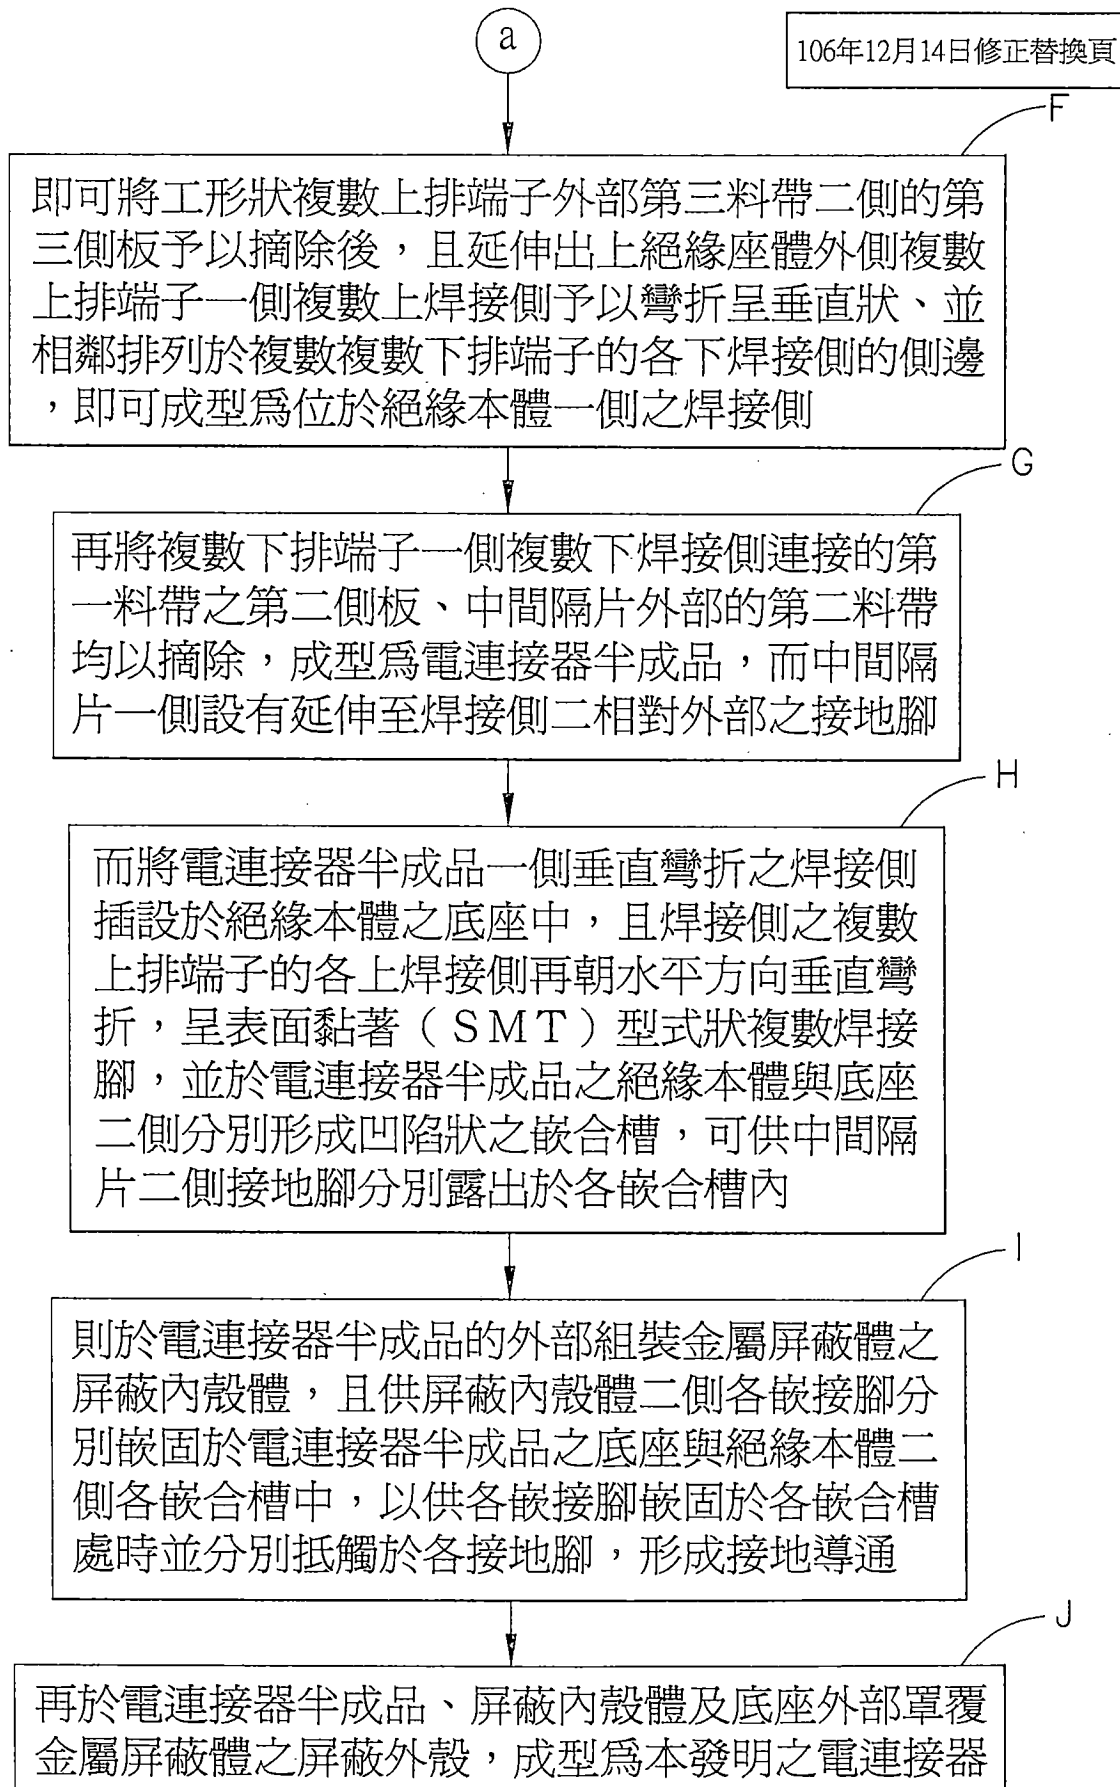 a
106年12月14日修正替換頁
F
即可將工形狀複數上排端子外部第三料帶二側的第
三側板予以摘除後，且延伸出上絕緣座體外側複數
上排端子一側複數上焊接側予以彎折呈垂直狀、並
相鄰排列於複數複數下排端子的各下焊接側的側邊
，即可成型爲位於絕緣本體一側之焊接側
G
再將複數下排端子一側複數下焊接側連接的第
一料帶之第二側板、中間隔片外部的第二料帶
均以摘除，成型爲電連接器半成品，而中間隔
片一側設有延伸至焊接側二相對外部之接地腳
H
而將電連接器半成品一側垂直彎折之焊接側
插設於絕緣本體之底座中，且焊接側之複數
上排端子的各上焊接側再朝水平方向垂直彎
折，呈表面黏著（SMT）型式狀複數焊接
腳，並於電連接器半成品之絕緣本體與底座
二側分別形成凹陷狀之嵌合槽，可供中間隔
片二側接地腳分別露出於各嵌合槽內
I
則於電連接器半成品的外部組裝金屬屏蔽體之
屏蔽內殼體，且供屏蔽內殼體二側各嵌接腳分
別嵌固於電連接器半成品之底座與絕緣本體二
側各嵌合槽中，以供各嵌接腳嵌固於各嵌合槽
處時並分別抵觸於各接地腳，形成接地導通
J
再於電連接器半成品、屏蔽內殼體及底座外部罩覆
金屬屏蔽體之屏蔽外殼，成型爲本發明之電連接器